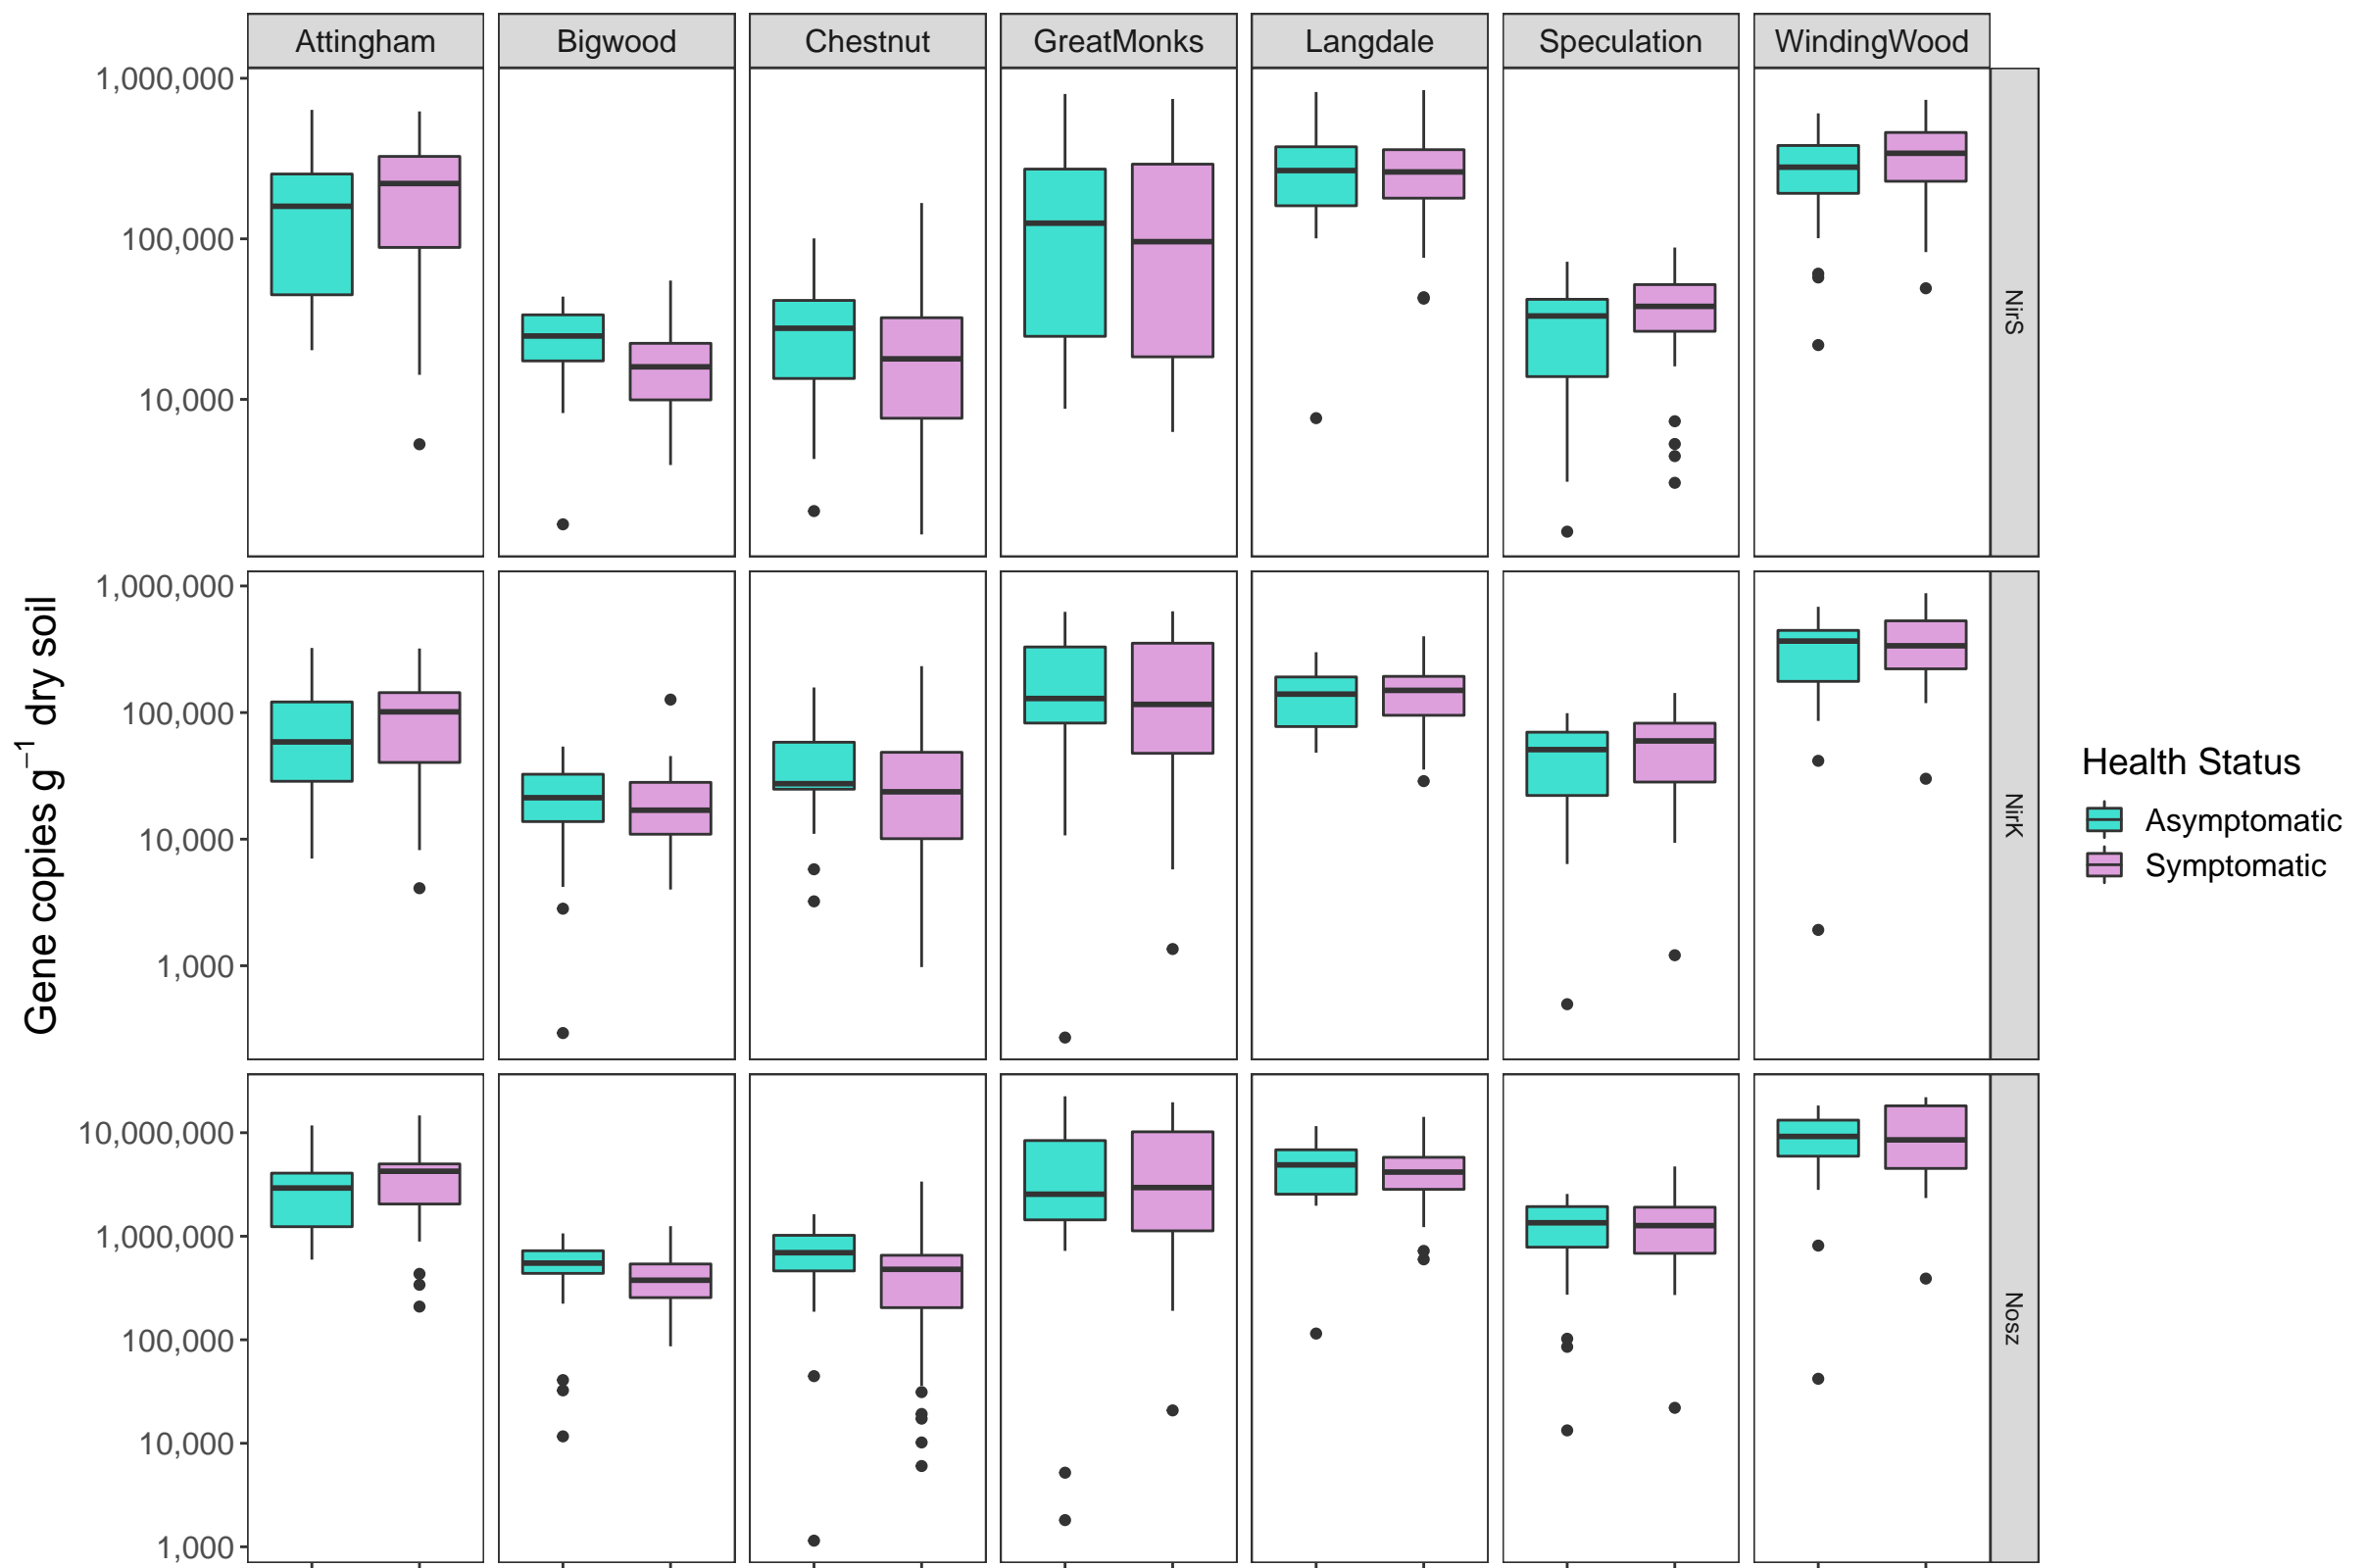 Attingham Bigwood Chestnut GreatMonks Langdale Speculation WindingWood
1,000,000
100,000
10,000
NirS
1,000,000
100,000
10,000
1,000
NirK
10,000,000
1,000,000
100,000
10,000
1,000
Nosz
Gene copies g⁻¹ dry soil
Health Status
Asymptomatic
Symptomatic